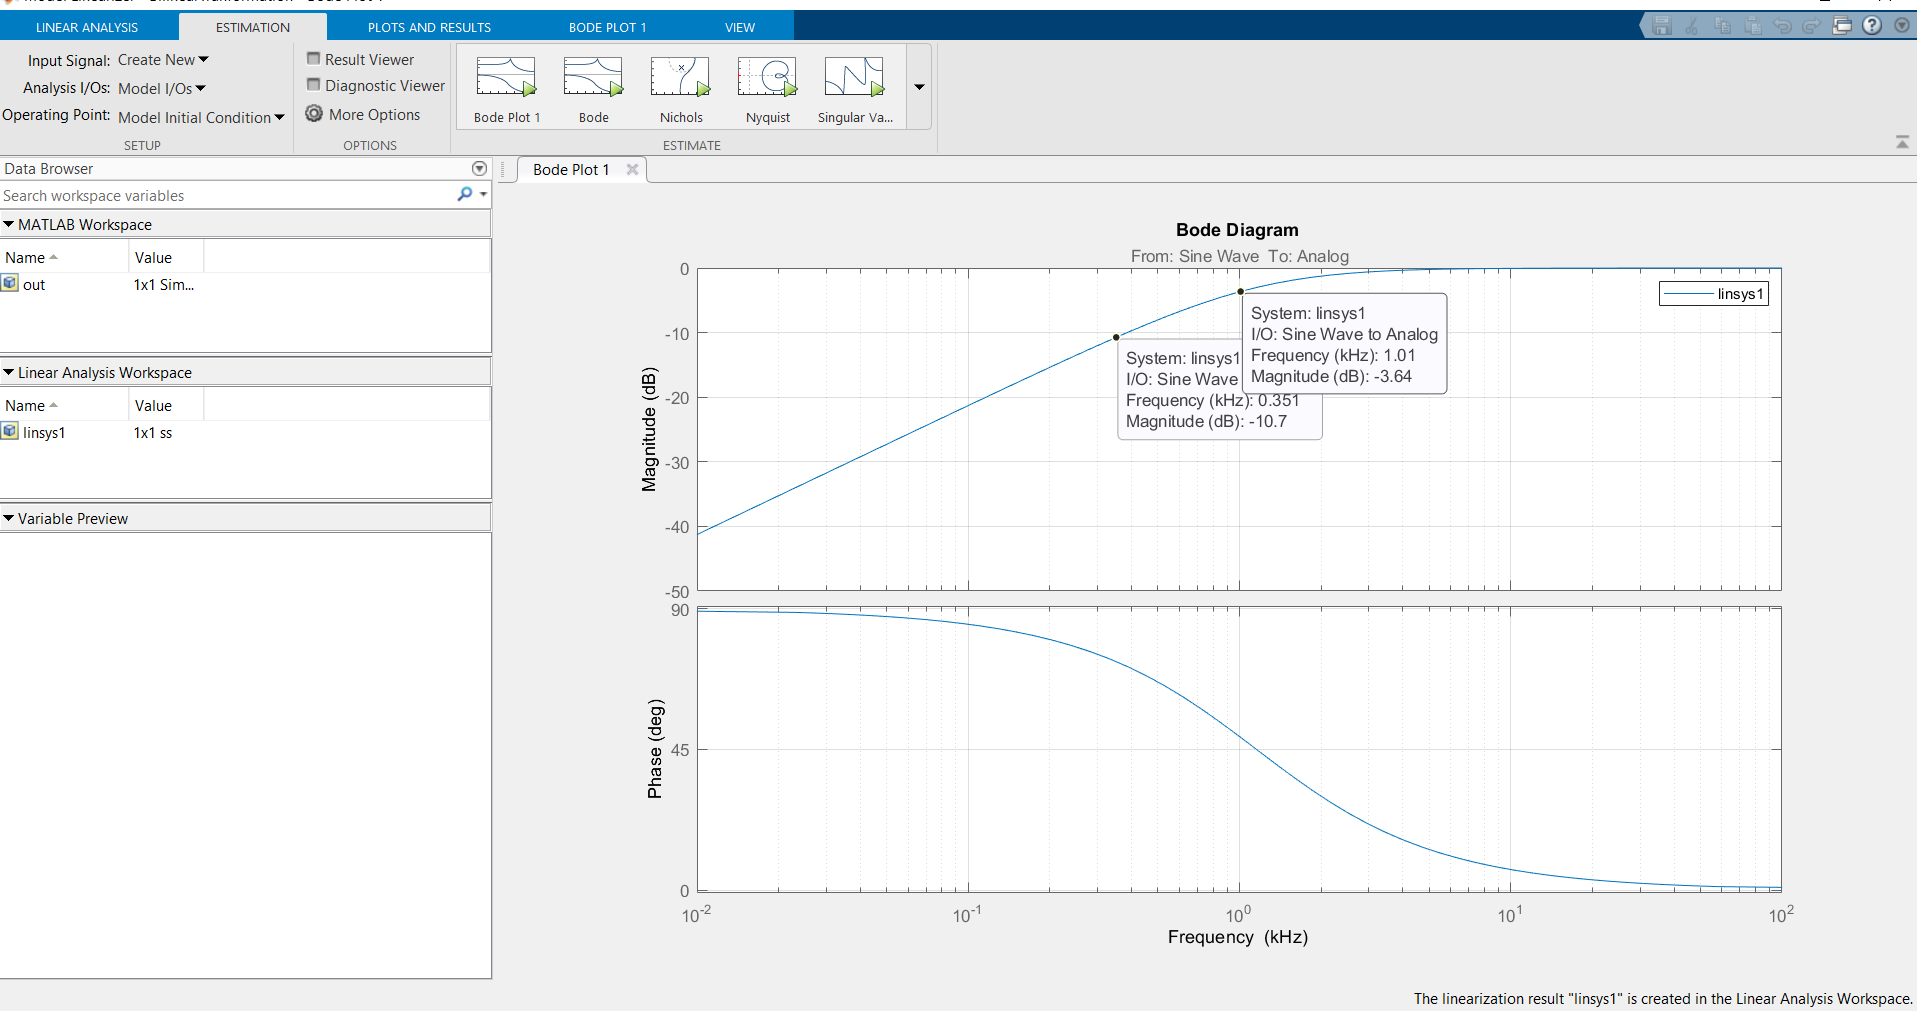 LINEAR ANALYSIS
ESTIMATION
PLOTS AND RESULTS
BODE PLOT 1
VIEW
Input Signal: Create New
Analysis I/Os: Model I/Os
Operating Point: Model Initial Condition
SETUP
Result Viewer
Diagnostic Viewer
More Options
OPTIONS
Bode Plot 1
Bode
Nichols
Nyquist
Singular Va...
ESTIMATE
Data Browser
Search workspace variables
MATLAB Workspace
Name Value
out 1x1 Sim...
Linear Analysis Workspace
Name Value
linsys1 1x1 ss
Variable Preview
Bode Plot 1
Bode Diagram
From: Sine Wave To: Analog
Magnitude (dB)
0
-10
-20
-30
-40
-50
linsys1
System: linsys1
I/O: Sine Wave to Analog
Frequency (kHz): 1.01
Magnitude (dB): -3.64
System: linsys1
I/O: Sine Wave
Frequency (kHz): 0.351
Magnitude (dB): -10.7
Phase (deg)
90
45
0
10-2
10-1
100
101
102
Frequency (kHz)
The linearization result "linsys1" is created in the Linear Analysis Workspace.